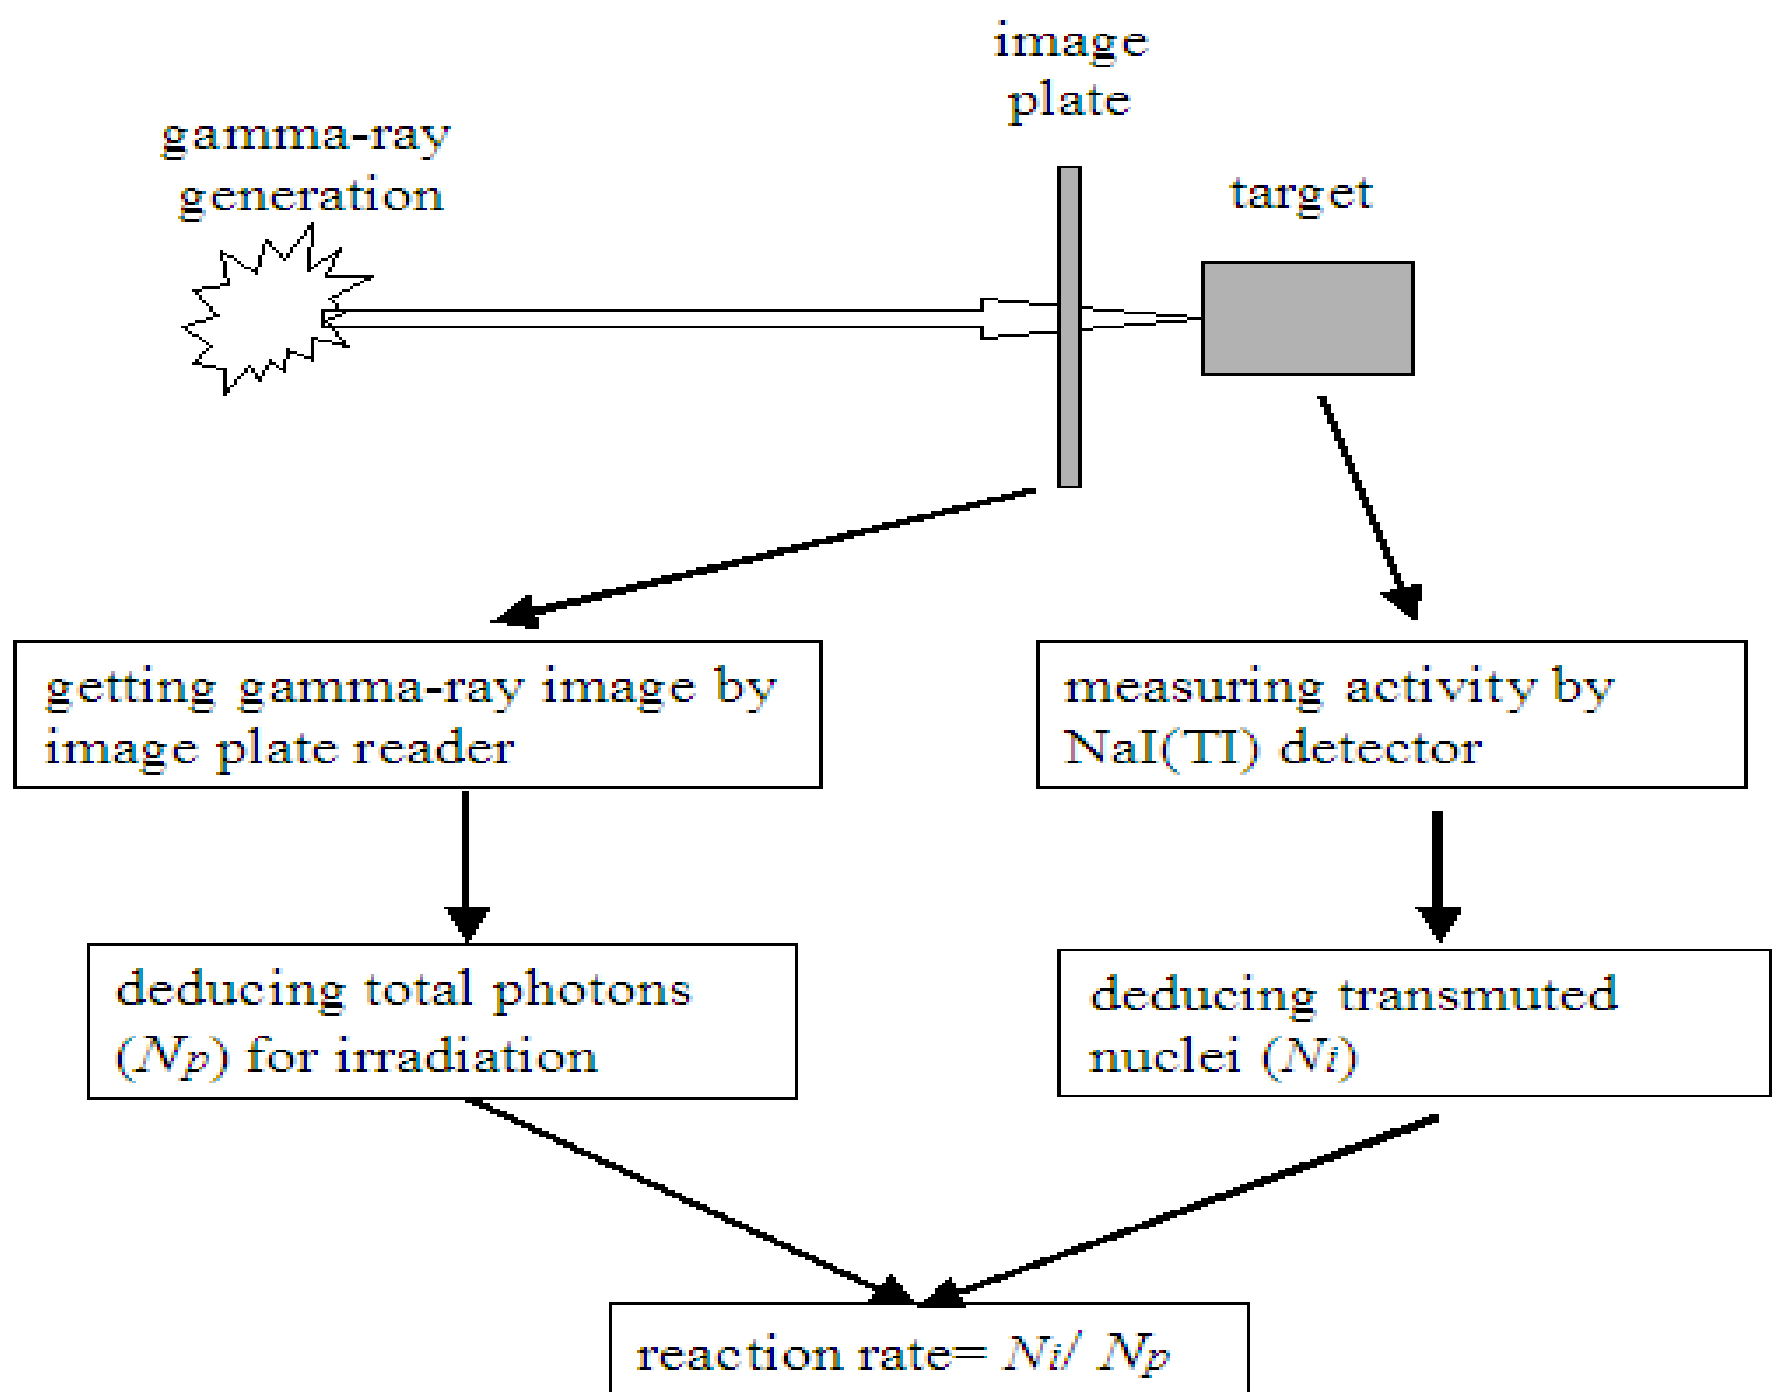 image
plate
gamma-ray
generation
target
getting gamma-ray image by
image plate reader
measuring activity by
NaI(TI) detector
deducing total photons
(Np) for irradiation
deducing transmuted
nuclei (Ni)
reaction rate= Ni/ Np